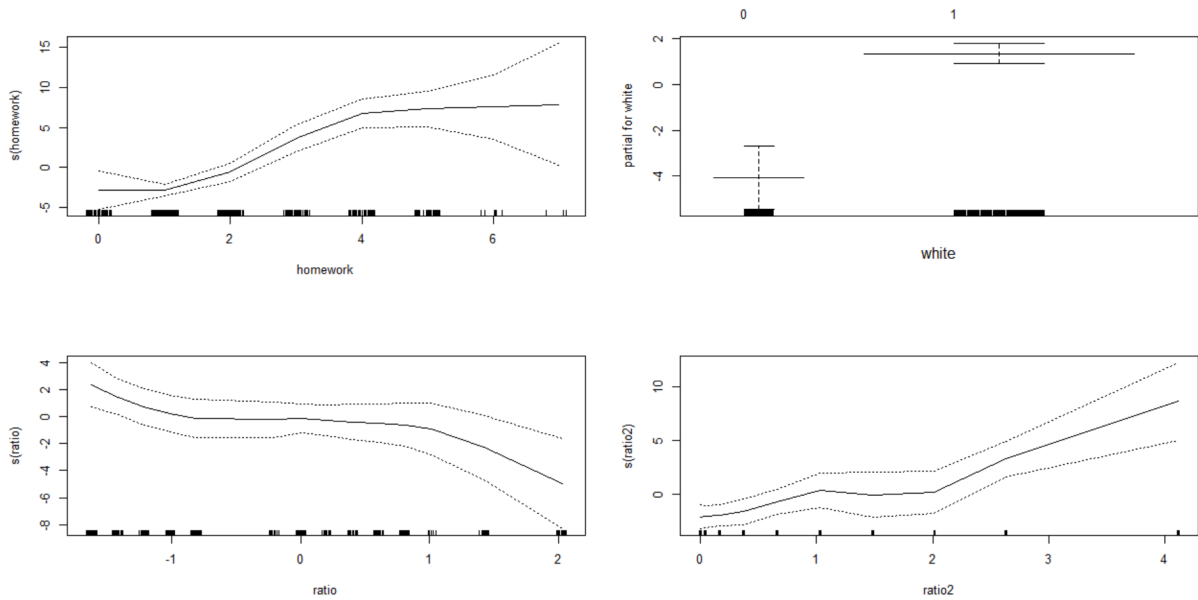 s(homework)
15
10
5
0
-5
0 2 4 6
homework
0 1
partial for white
2
0
-2
-4
white
s(ratio)
4
2
0
-2
-4
-6
-8
-1 0 1 2
ratio
s(ratio2)
10
5
0
0 1 2 3 4
ratio2